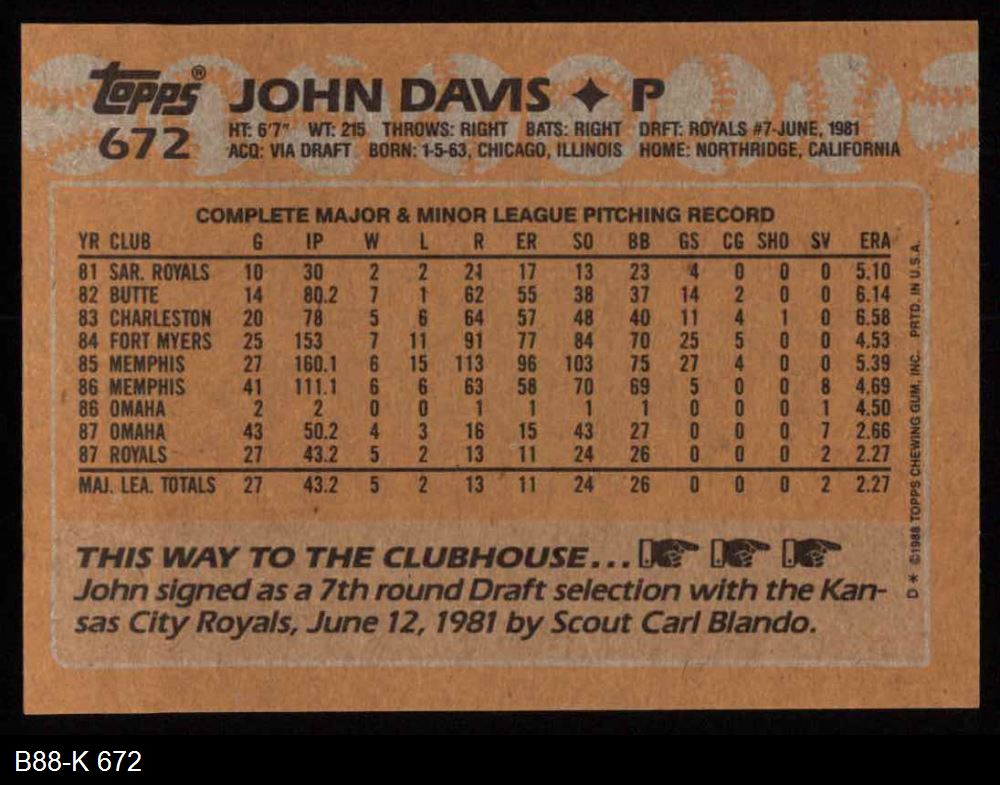 topps® JOHN DAVIS ✦ P
672
HT: 6'7" WT: 215 THROWS: RIGHT BATS: RIGHT DRFT: ROYALS #7-JUNE, 1981
ACQ: VIA DRAFT BORN: 1-5-63, CHICAGO, ILLINOIS HOME: NORTHRIDGE, CALIFORNIA
COMPLETE MAJOR & MINOR LEAGUE PITCHING RECORD
YR CLUB G IP W L R ER SO BB GS CG SHO SV ERA
81 SAR. ROYALS 10 30 2 2 21 17 13 23 4 0 0 0 5.10
82 BUTTE 14 80.2 7 1 62 55 38 37 14 2 0 0 6.14
83 CHARLESTON 20 78 5 6 64 57 48 40 11 4 1 0 6.58
84 FORT MYERS 25 153 7 11 91 77 84 70 25 5 0 0 4.53
85 MEMPHIS 27 160.1 6 15 113 96 103 75 27 4 0 0 5.39
86 MEMPHIS 41 111.1 6 6 63 58 70 69 5 0 0 8 4.69
86 OMAHA 2 2 0 0 1 1 1 1 0 0 0 1 4.50
87 OMAHA 43 50.2 4 3 16 15 43 27 0 0 0 7 2.66
87 ROYALS 27 43.2 5 2 13 11 24 26 0 0 0 2 2.27
MAJ. LEA. TOTALS 27 43.2 5 2 13 11 24 26 0 0 0 2 2.27
THIS WAY TO THE CLUBHOUSE...
John signed as a 7th round Draft selection with the Kan-
sas City Royals, June 12, 1981 by Scout Carl Blando.
D* ©1988 TOPPS CHEWING GUM, INC. PRTD. IN U.S.A.
B88-K 672